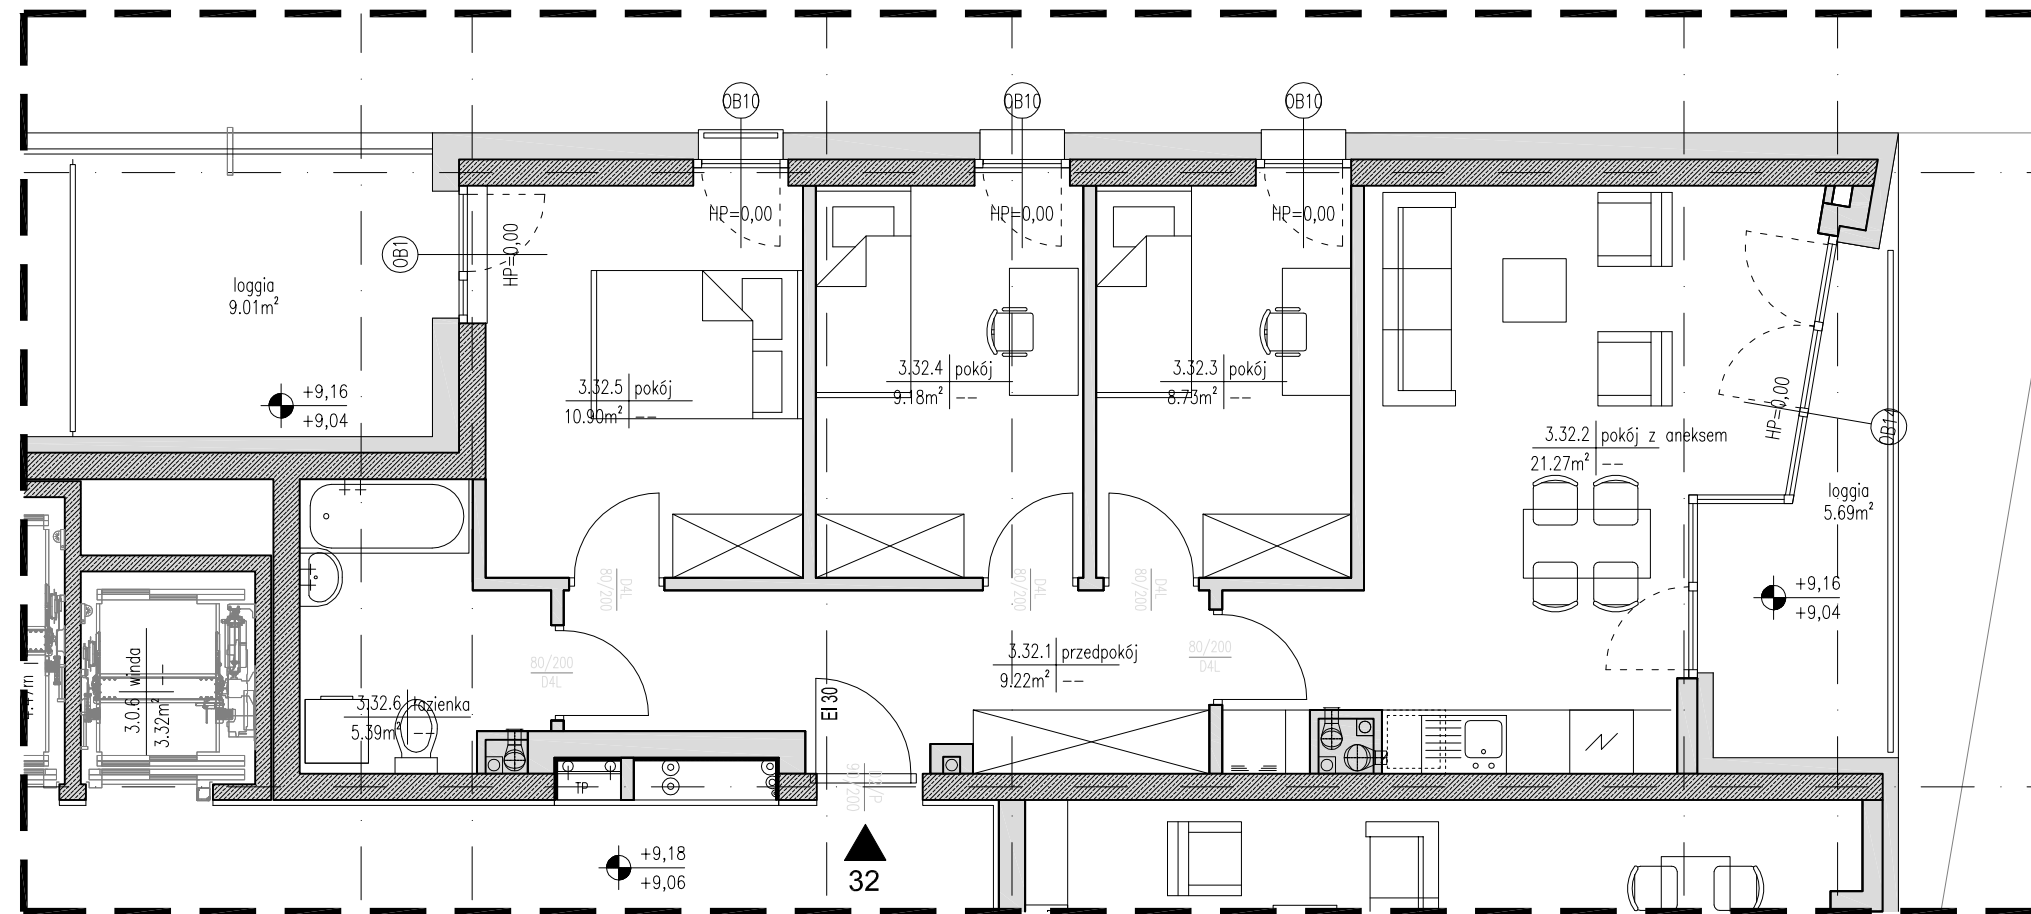 OB10
OB10
OB10
HP=0,00
HP=0,00
HP=0,00
OB1
HP=0,00
loggia
9.01m²
+9,16
+9,04
3.32.5 pokój
10.90m² --
3.32.4 pokój
9.18m² --
3.32.3 pokój
8.73m² --
HP=0,00
OB14
3.32.2 pokój z aneksem
21.27m² --
loggia
5.69m²
+9,16
+9,04
80/200
D4L
80/200
D4L
80/200
D4L
80/200
D4L
80/200
D4L
3.32.1 przedpokój
9.22m² --
3.0.6 winda
3.32m² --
3.32.6 łazienka
5.39m² --
EI 30
90/200
TP
+9,18
+9,06
32